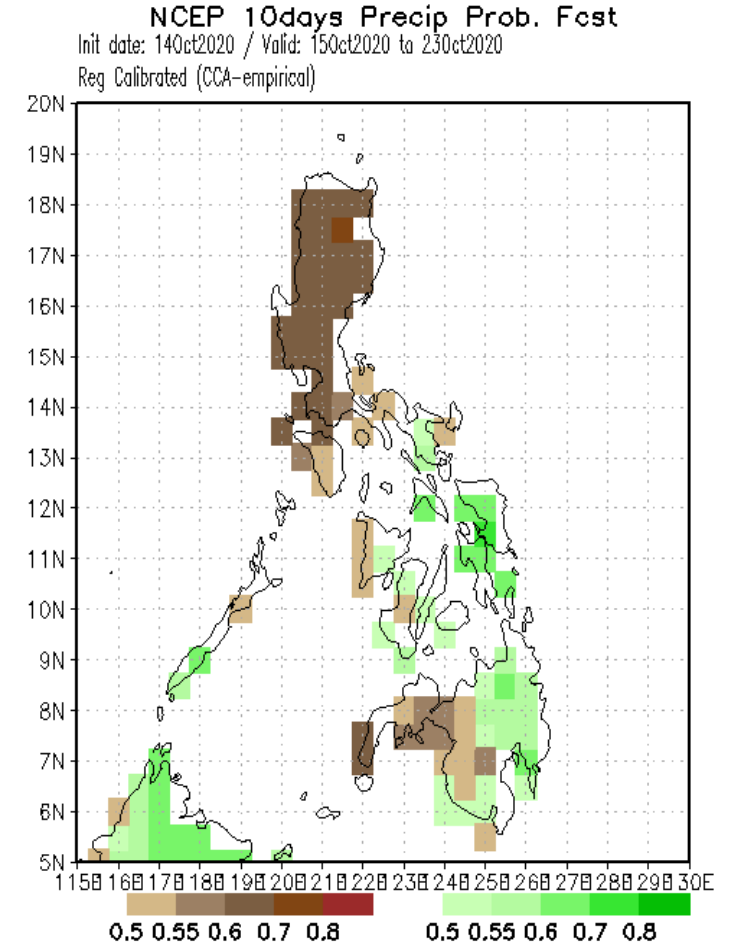 NCEP 10days Precip Prob. Fcst
Init date: 14Oct2020 / Valid: 15Oct2020 to 23Oct2020
Reg Calibrated (CCA-empirical)
20N
19N
18N
17N
16N
15N
14N
13N
12N
11N
10N
9N
8N
7N
6N
5N
115E 116E 117E 118E 119E 120E 121E 122E 123E 124E 125E 126E 127E 128E 129E 130E
0.5 0.55 0.6 0.7 0.8 0.5 0.55 0.6 0.7 0.8